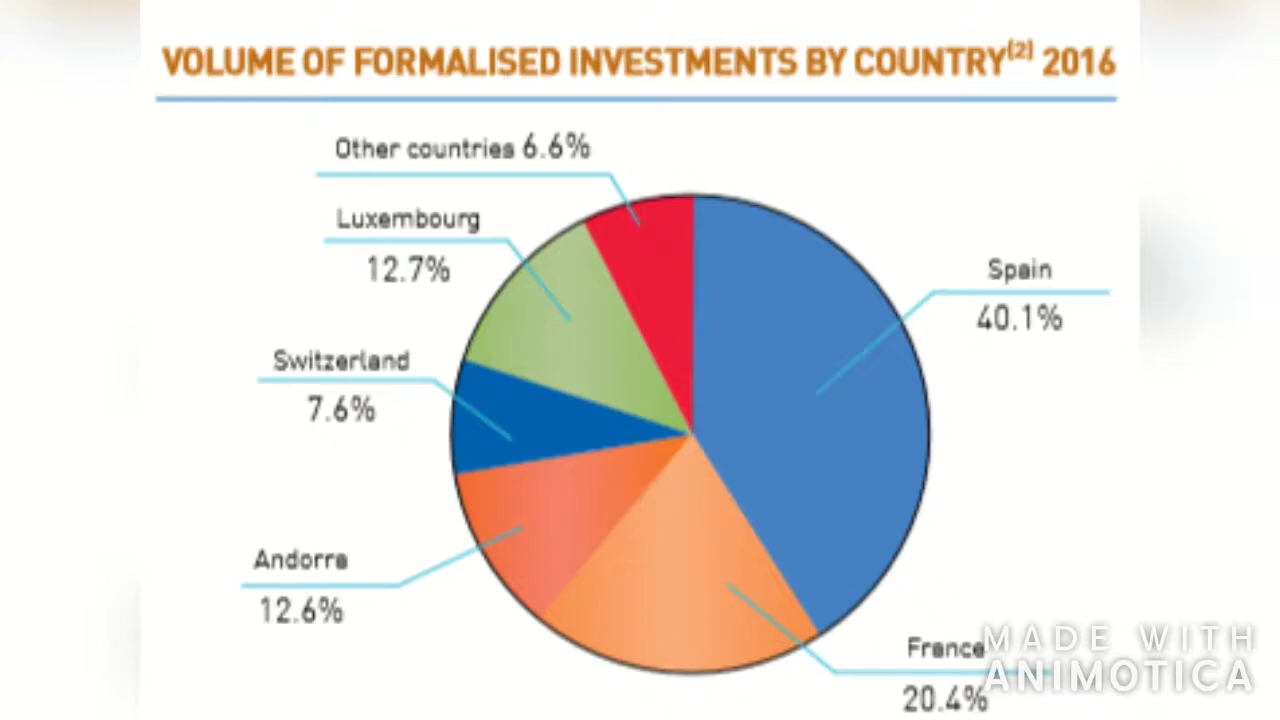 VOLUME OF FORMALISED INVESTMENTS BY COUNTRY(2) 2016
Other countries 6.6%
Luxembourg
12.7%
Spain
40.1%
Switzerland
7.6%
Andorra
12.6%
France
20.4%
MADE WITH
ANIMOTICA